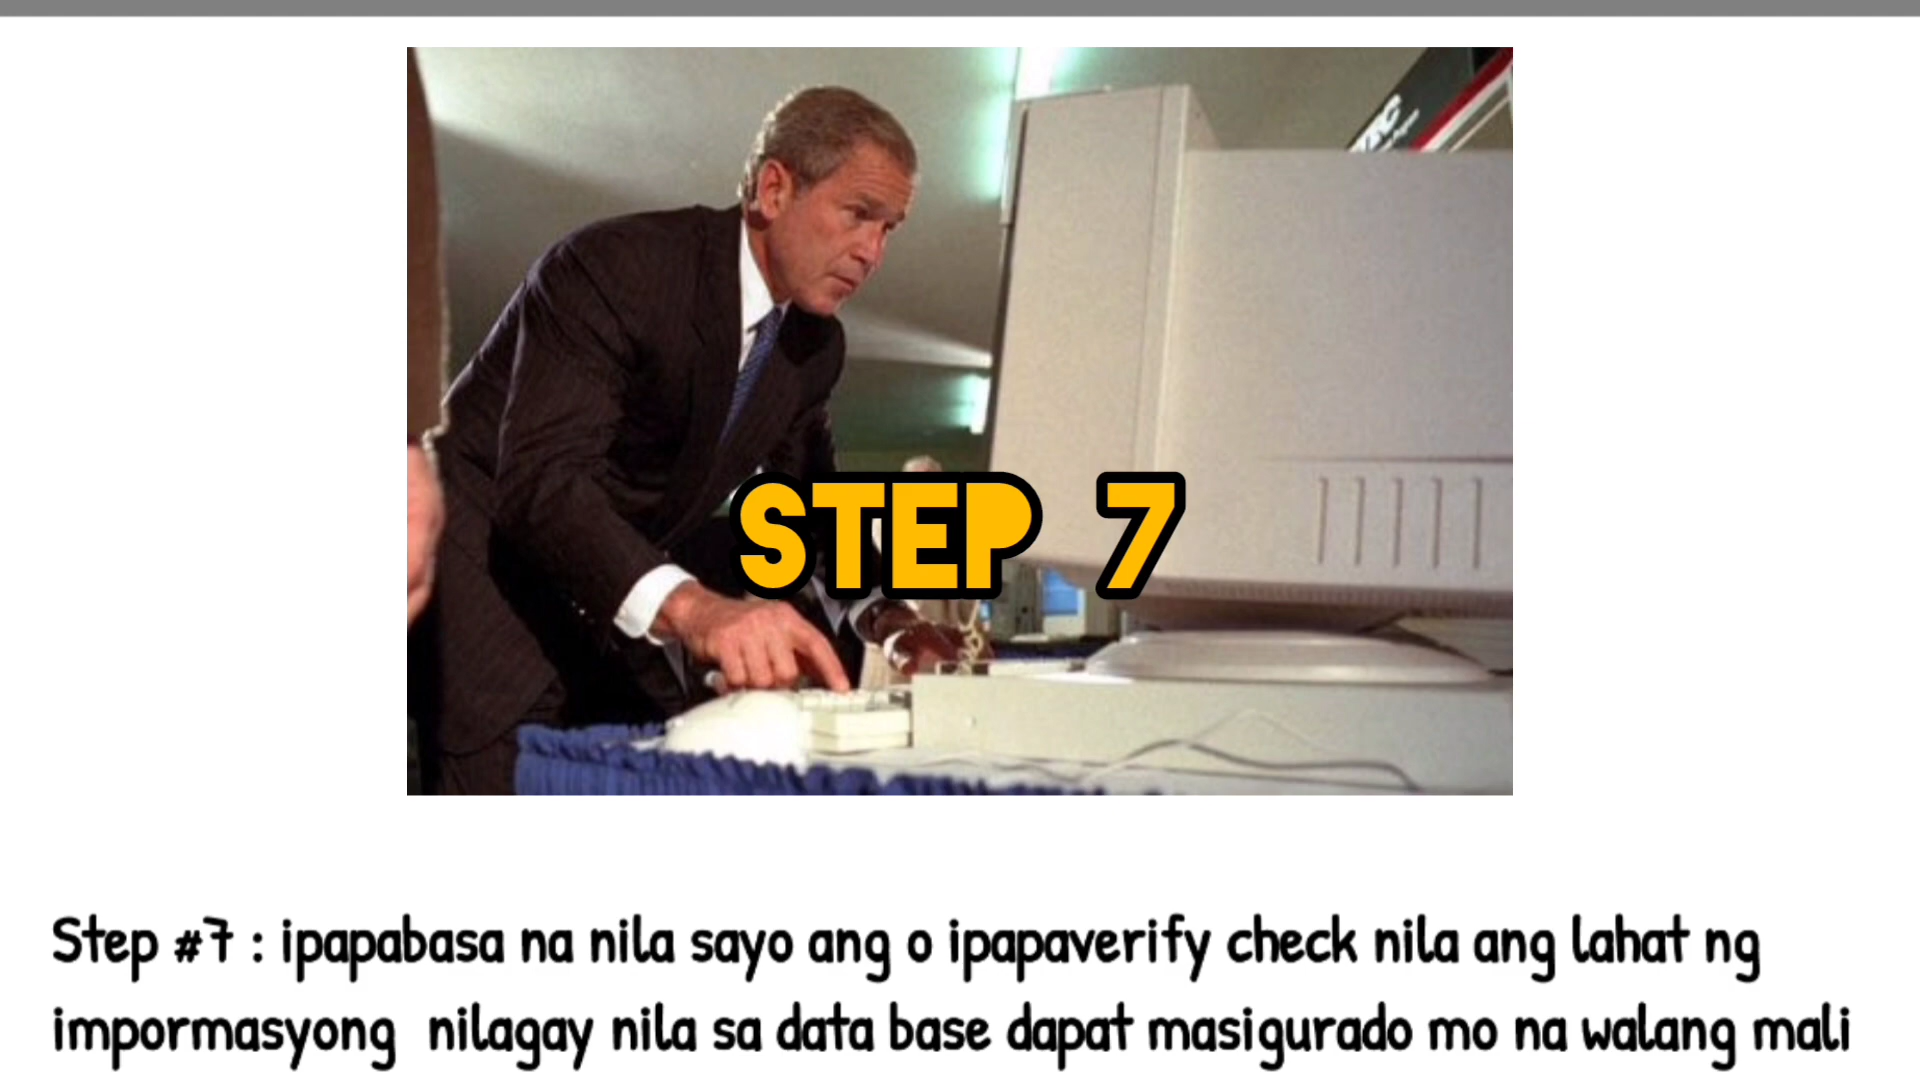 STEP 7
Step #7 : ipapabasa na nila sayo ang o ipapaverify check nila ang lahat ng
impormasyong nilagay nila sa data base dapat masigurado mo na walang mali